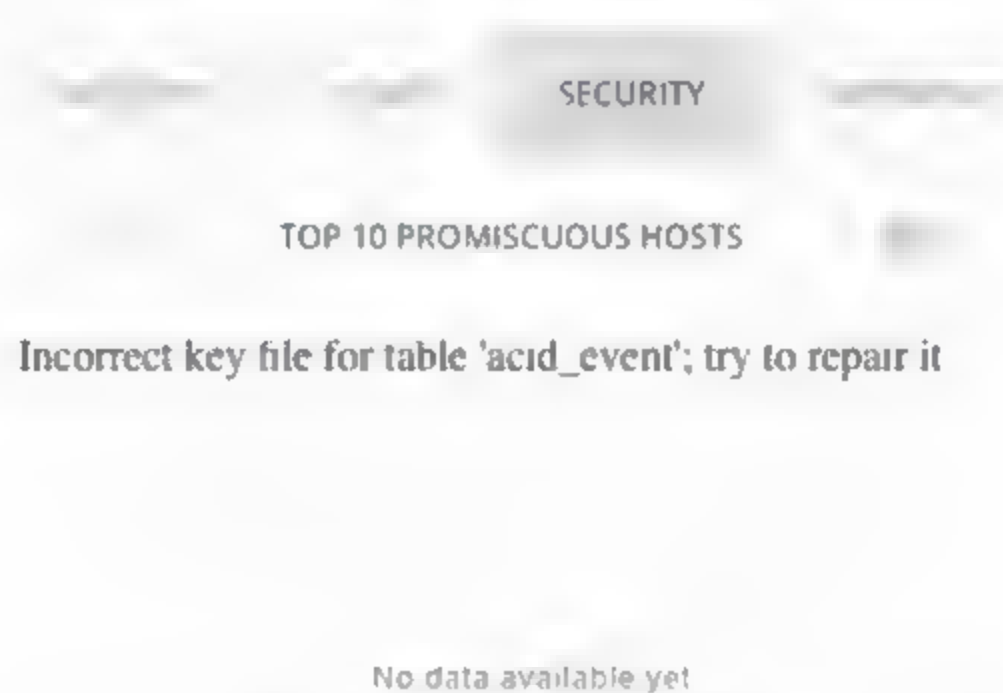 SECURITY
TOP 10 PROMISCUOUS HOSTS
Incorrect key file for table 'acid_event'; try to repair it
No data available yet